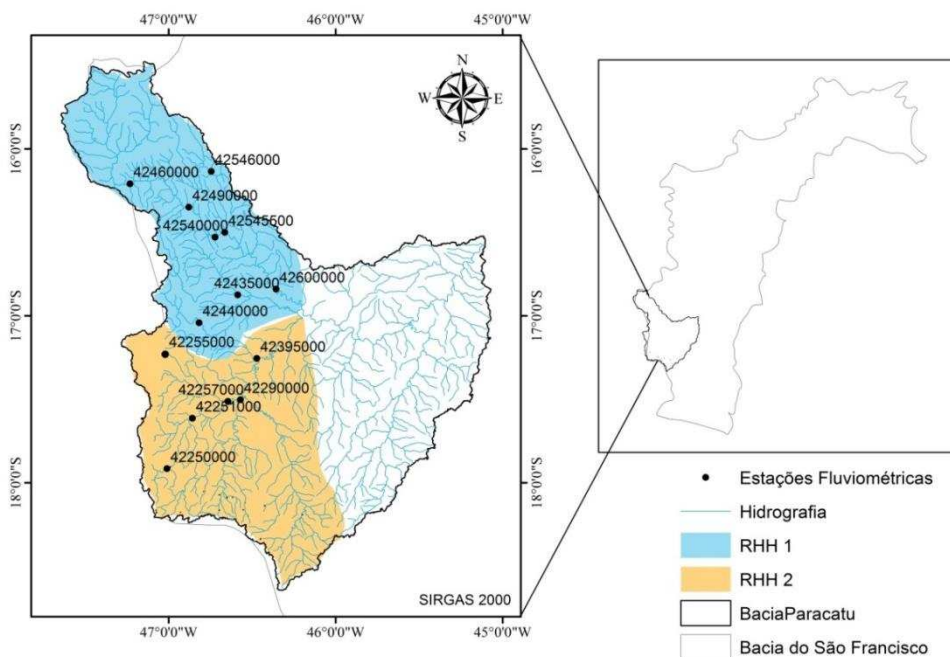 47°0'0"W
46°0'0"W
45°0'0"W
N
W
E
S
16°0'0"S
16°0'0"S
42546000
42460000
42490000
42545600
42540000
42600000
42435000
17°0'0"S
17°0'0"S
42440000
42255000
42395000
42257000
42290000
42251000
42250000
18°0'0"S
18°0'0"S
SIRGAS 2000
47°0'0"W
46°0'0"W
45°0'0"W
Estações Fluviométricas
Hidrografia
RHH 1
RHH 2
BaciaParacatu
Bacia do São Francisco